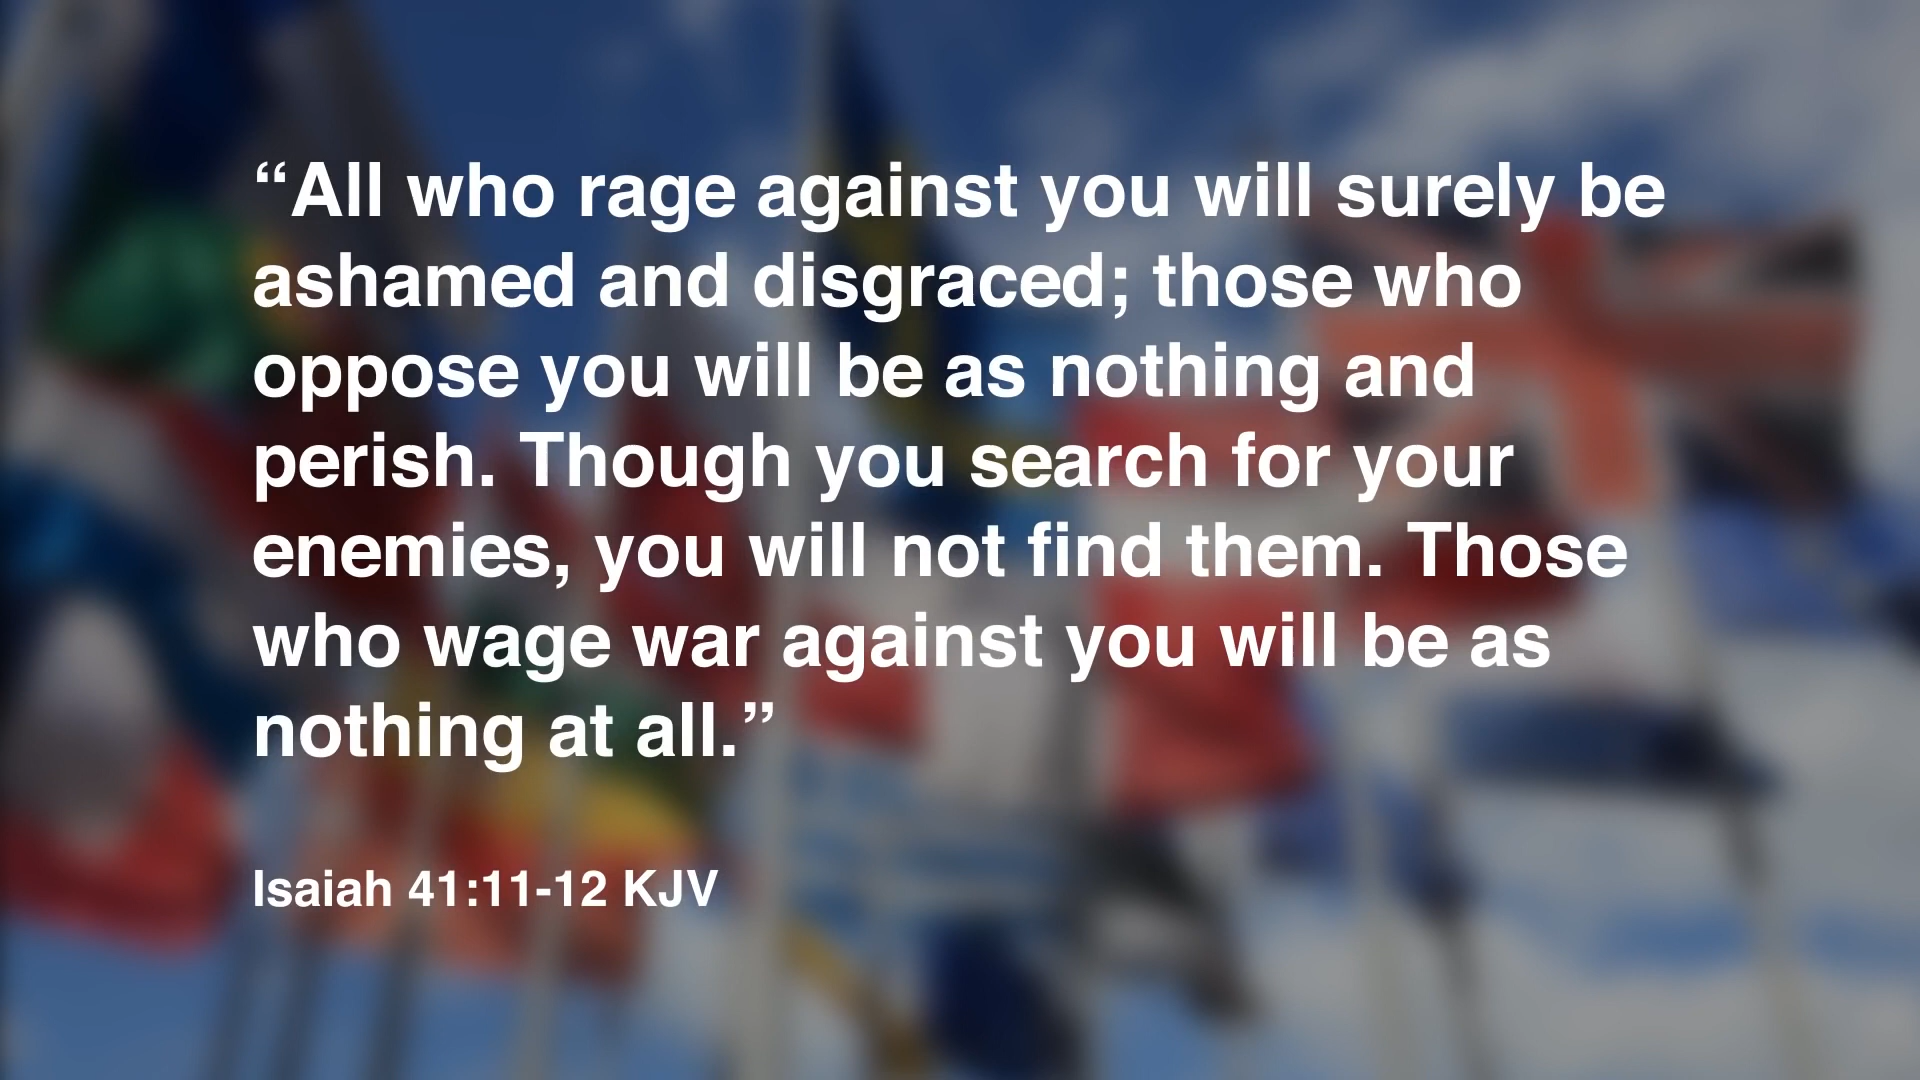 “All who rage against you will surely be
ashamed and disgraced; those who
oppose you will be as nothing and
perish. Though you search for your
enemies, you will not find them. Those
who wage war against you will be as
nothing at all.”
Isaiah 41:11-12 KJV